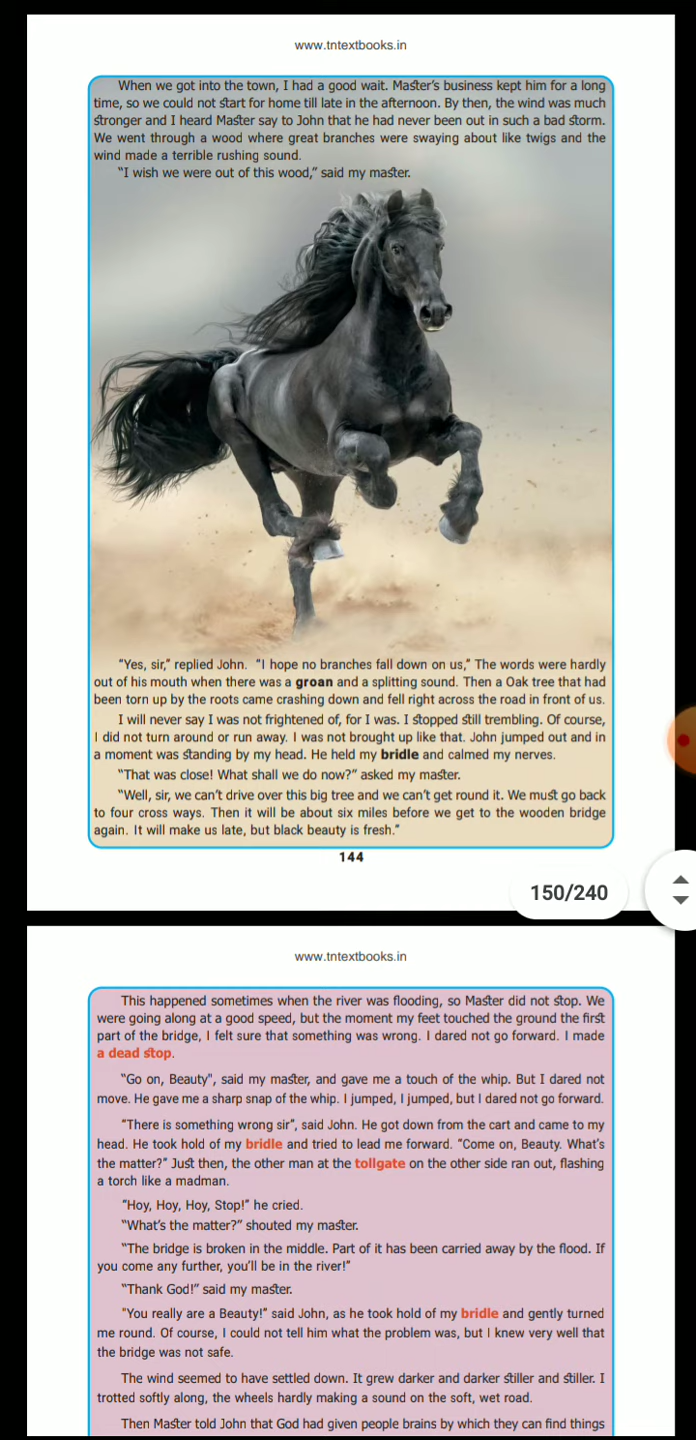 www.tntextbooks.in
When we got into the town, I had a good wait. Master's business kept him for a long
time, so we could not start for home till late in the afternoon. By then, the wind was much
stronger and I heard Master say to John that he had never been out in such a bad storm.
We went through a wood where great branches were swaying about like twigs and the
wind made a terrible rushing sound.
"I wish we were out of this wood," said my master.
"Yes, sir," replied John. "I hope no branches fall down on us," The words were hardly
out of his mouth when there was a groan and a splitting sound. Then a Oak tree that had
been torn up by the roots came crashing down and fell right across the road in front of us.
I will never say I was not frightened of, for I was. I stopped still trembling. Of course,
I did not turn around or run away. I was not brought up like that. John jumped out and in
a moment was standing by my head. He held my bridle and calmed my nerves.
"That was close! What shall we do now?" asked my master.
"Well, sir, we can't drive over this big tree and we can't get round it. We must go back
to four cross ways. Then it will be about six miles before we get to the wooden bridge
again. It will make us late, but black beauty is fresh."
144
150/240
www.tntextbooks.in
This happened sometimes when the river was flooding, so Master did not stop. We
were going along at a good speed, but the moment my feet touched the ground the first
part of the bridge, I felt sure that something was wrong. I dared not go forward. I made
a dead stop.
"Go on, Beauty", said my master, and gave me a touch of the whip. But I dared not
move. He gave me a sharp snap of the whip. I jumped, I jumped, but I dared not go forward.
"There is something wrong sir", said John. He got down from the cart and came to my
head. He took hold of my bridle and tried to lead me forward. "Come on, Beauty. What's
the matter?" Just then, the other man at the tollgate on the other side ran out, flashing
a torch like a madman.
"Hoy, Hoy, Hoy, Stop!" he cried.
"What's the matter?" shouted my master.
"The bridge is broken in the middle. Part of it has been carried away by the flood. If
you come any further, you'll be in the river!"
"Thank God!" said my master.
"You really are a Beauty!" said John, as he took hold of my bridle and gently turned
me round. Of course, I could not tell him what the problem was, but I knew very well that
the bridge was not safe.
The wind seemed to have settled down. It grew darker and darker stiller and stiller. I
trotted softly along, the wheels hardly making a sound on the soft, wet road.
Then Master told John that God had given people brains by which they can find things